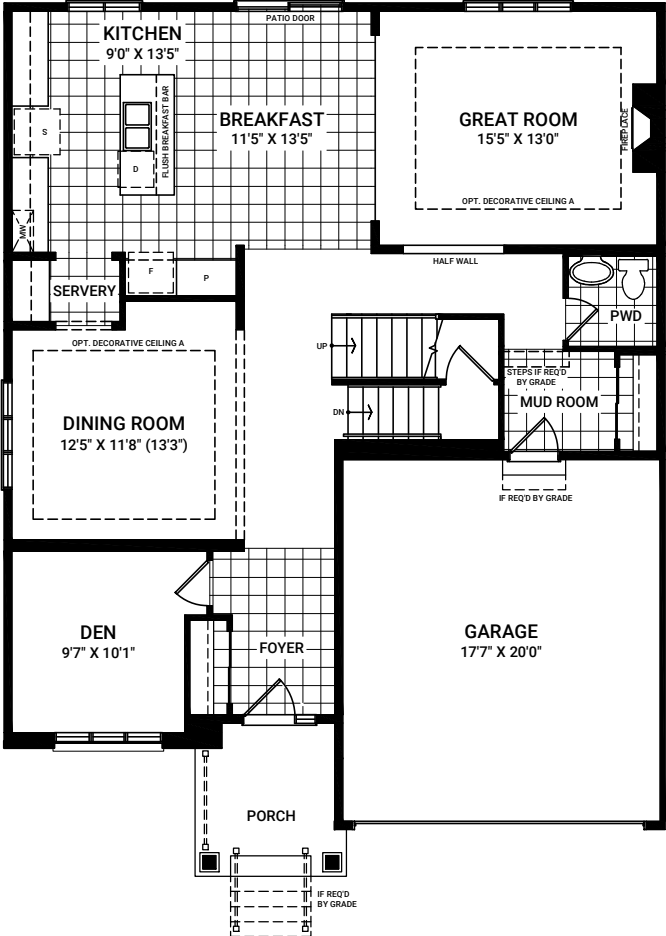 PATIO DOOR
KITCHEN
9'0" X 13'5"
S
FLUSH BREAKFAST BAR
D
BREAKFAST
11'5" X 13'5"
GREAT ROOM
15'5" X 13'0"
FIREPLACE
OPT. DECORATIVE CEILING A
MW
HALF WALL
F
P
SERVERY
PWD
OPT. DECORATIVE CEILING A
UP
STEPS IF REQ'D
BY GRADE
MUD ROOM
DN
DINING ROOM
12'5" X 11'8" (13'3")
IF REQ'D BY GRADE
DEN
9'7" X 10'1"
FOYER
GARAGE
17'7" X 20'0"
PORCH
IF REQ'D
BY GRADE